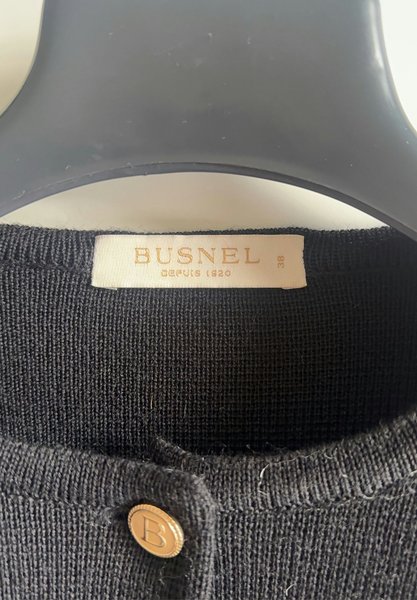 BUSNEL
DEPUIS 1920
38
B